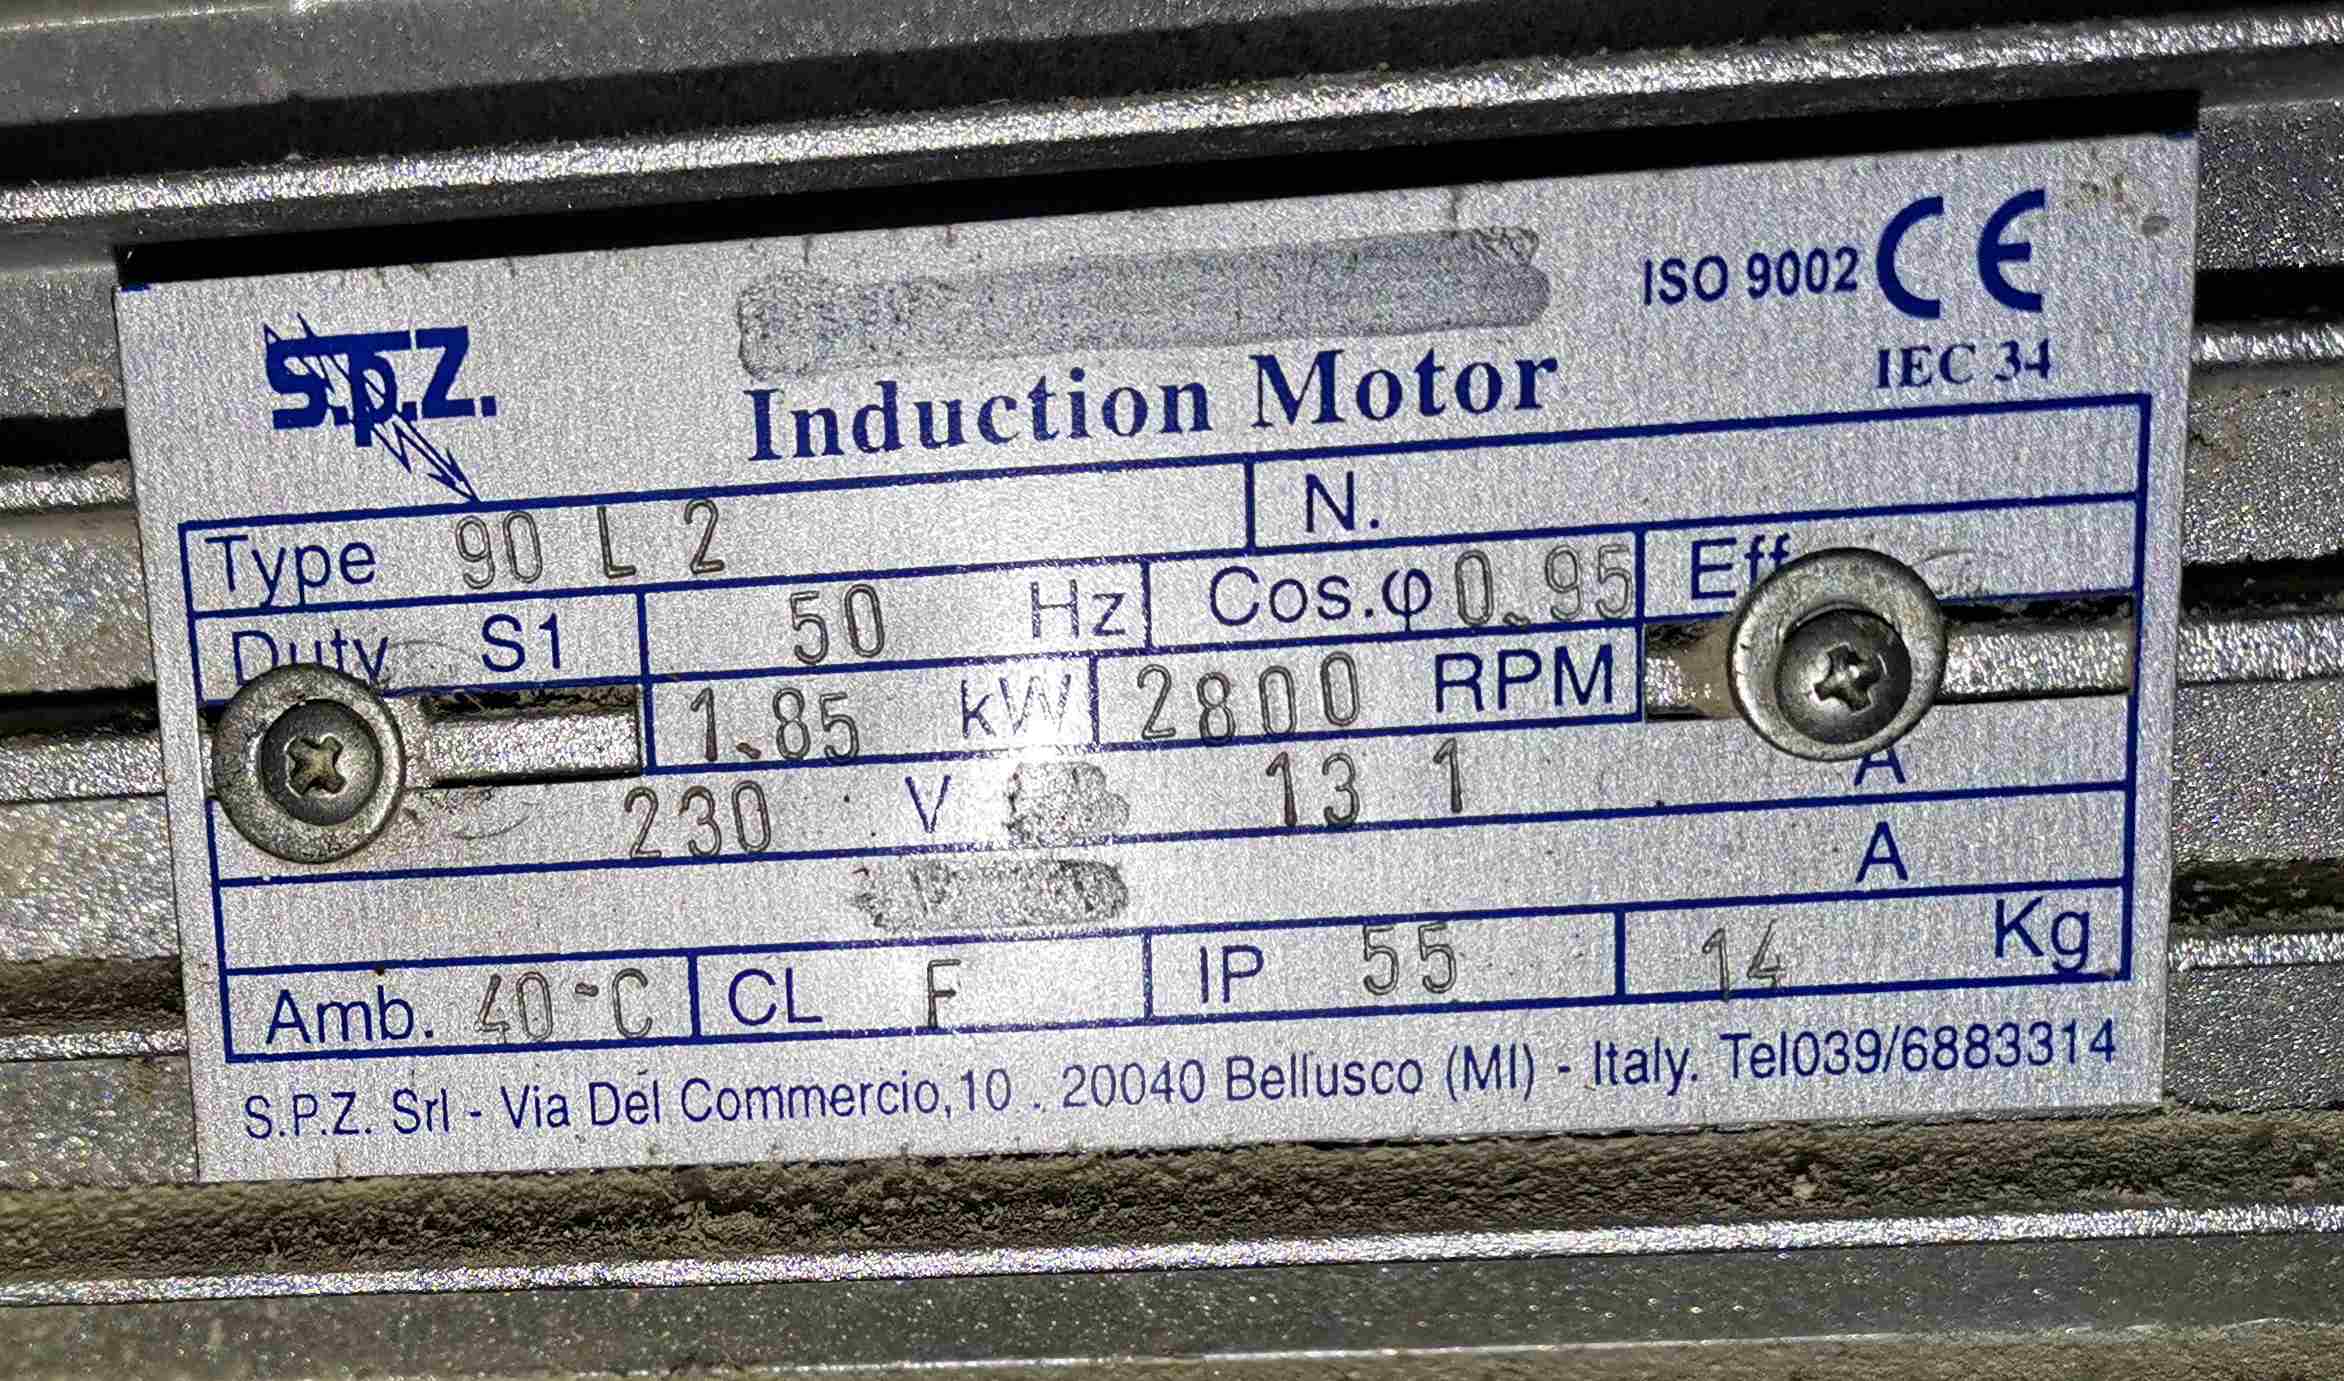 S.p.Z.
Induction Motor
ISO 9002 CE
IEC 34
Type 90 L 2 N.
Duty S1 50 Hz Cos.φ 0.95 Eff
1.85 kW 2800 RPM
230 V 13 1 A
A
Amb. 40°C CL F IP 55 14 Kg
S.P.Z. Srl - Via Del Commercio,10 . 20040 Bellusco (MI) - Italy. Tel039/6883314